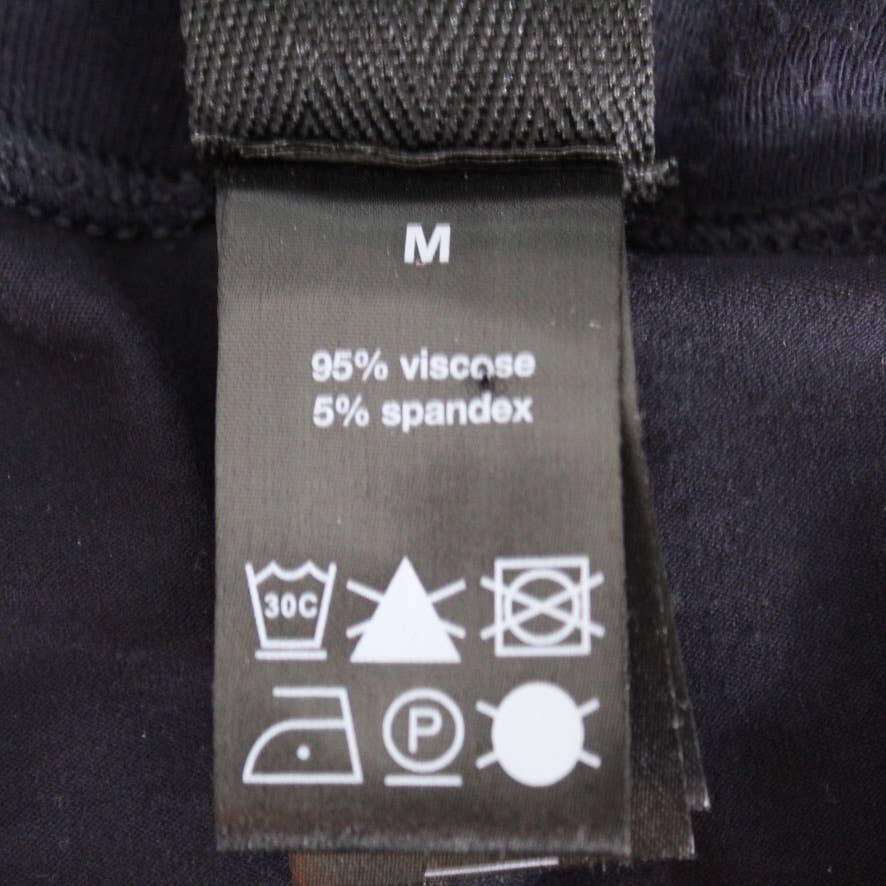 M
95% viscose
5% spandex
30C
P